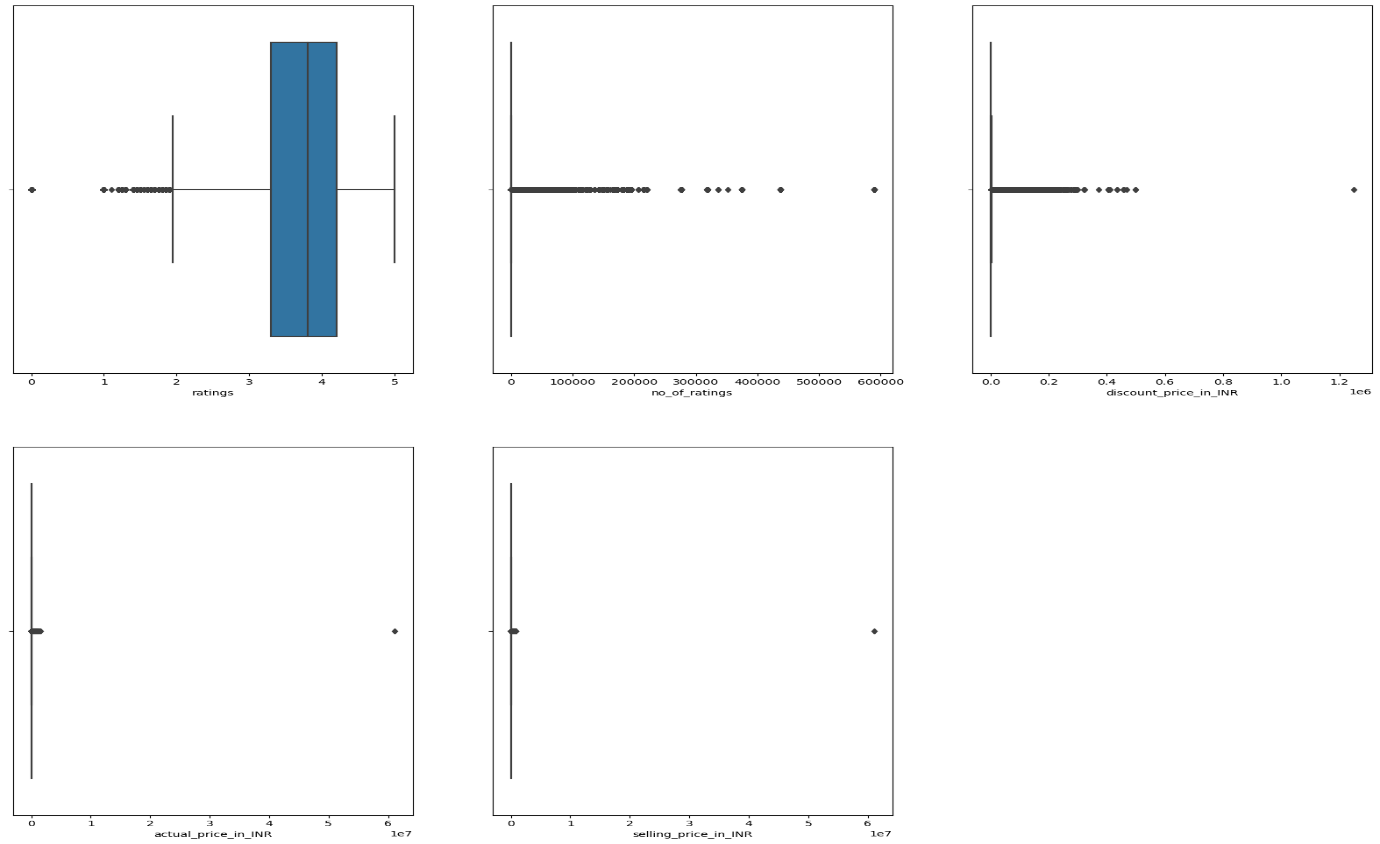 0 1 2 3 4 5
ratings
0 100000 200000 300000 400000 500000 600000
no_of_ratings
0.0 0.2 0.4 0.6 0.8 1.0 1.2
discount_price_in_INR
1e6
0 1 2 3 4 5 6
actual_price_in_INR
1e7
0 1 2 3 4 5 6
selling_price_in_INR
1e7